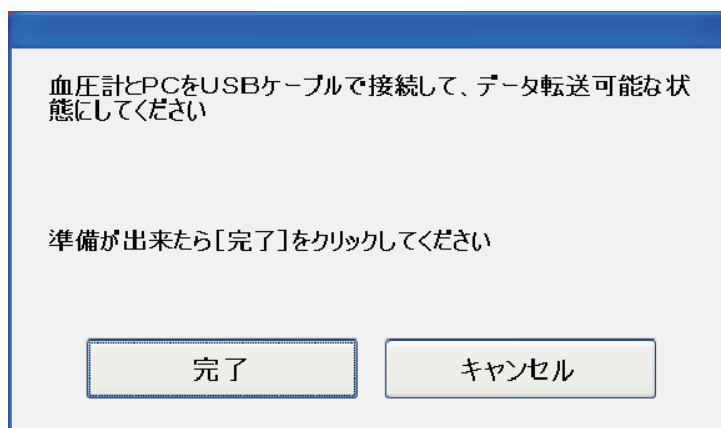 血圧計とPCをUSBケーブルで接続して、データ転送可能な状
態にしてください
準備が出来たら[完了]をクリックしてください
完了
キャンセル